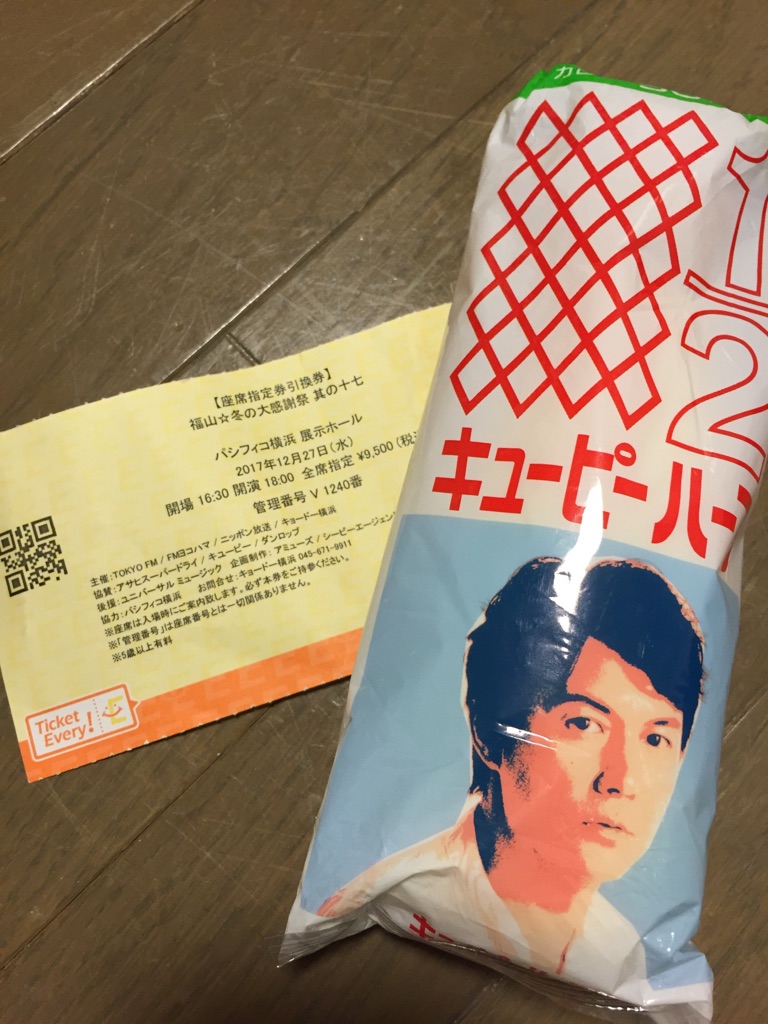 【座席指定券引換券】
福山☆冬の大感謝祭 其の十七
パシフィコ横浜 展示ホール
2017年12月27日(水)
開場 16:30 開演 18:00 全席指定 ¥9,500(税
管理番号 V 1240番
主催:TOKYO FM / FMヨコハマ / ニッポン放送 / キョードー横浜
協賛:アサヒスーパードライ / キユーピー / ダンロップ
後援:ユニバーサル ミュージック 企画制作:アミューズ / シーピーエージェン
協力:パシフィコ横浜 お問合せ:キョードー横浜 045-671-9911
※座席は入場時にご案内致します。必ず本券をご持参ください。
※「管理番号」は座席番号とは一切関係ありません。
※5歳以上有料
Ticket
Every!
カロ
2
キユーピー ハー
キユ